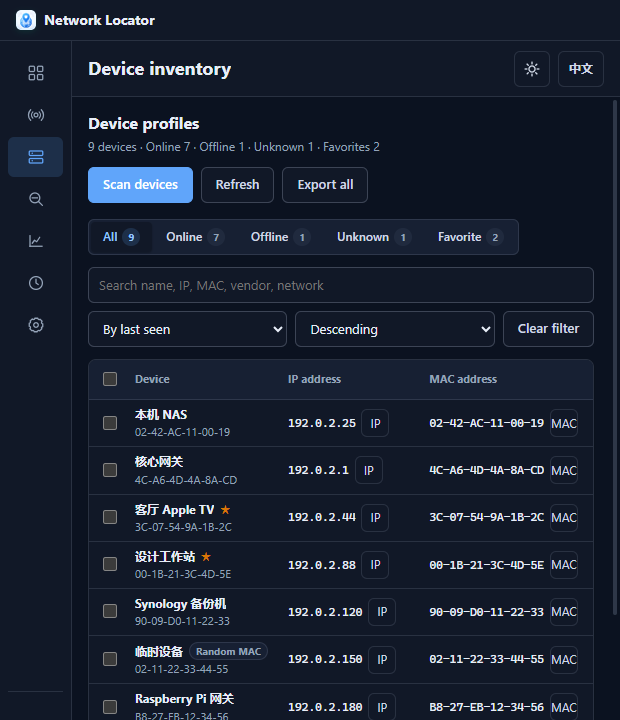 Network Locator
Device inventory
中文
Device profiles
9 devices · Online 7 · Offline 1 · Unknown 1 · Favorites 2
Scan devices Refresh Export all
All 9 Online 7 Offline 1 Unknown 1 Favorite 2
Search name, IP, MAC, vendor, network
By last seen Descending Clear filter
Device IP address MAC address
本机 NAS
02-42-AC-11-00-19 192.0.2.25 IP 02-42-AC-11-00-19 MAC
核心网关
4C-A6-4D-4A-8A-CD 192.0.2.1 IP 4C-A6-4D-4A-8A-CD MAC
客厅 Apple TV ★
3C-07-54-9A-1B-2C 192.0.2.44 IP 3C-07-54-9A-1B-2C MAC
设计工作站 ★
00-1B-21-3C-4D-5E 192.0.2.88 IP 00-1B-21-3C-4D-5E MAC
Synology 备份机
90-09-D0-11-22-33 192.0.2.120 IP 90-09-D0-11-22-33 MAC
临时设备 Random MAC
02-11-22-33-44-55 192.0.2.150 IP 02-11-22-33-44-55 MAC
Raspberry Pi 网关
B8-27-EB-12-34-56 192.0.2.180 IP B8-27-EB-12-34-56 MAC